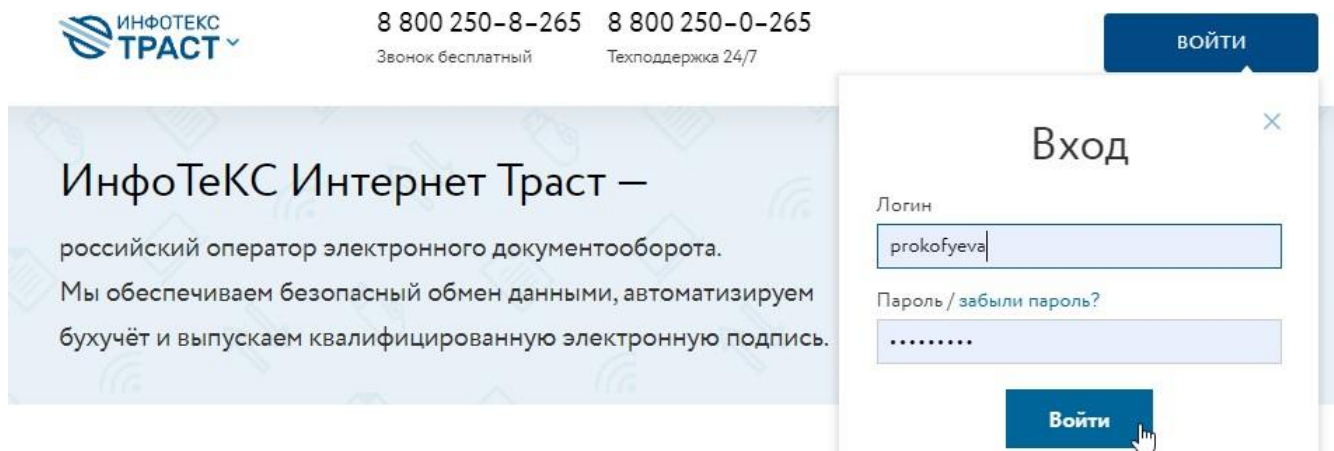 ИНФОТЕКС
ТРАСТ
8 800 250-8-265
Звонок бесплатный
8 800 250-0-265
Техподдержка 24/7
ВОЙТИ
ИнфоТеКС Интернет Траст —
российский оператор электронного документооборота.
Мы обеспечиваем безопасный обмен данными, автоматизируем
бухучёт и выпускаем квалифицированную электронную подпись.
Вход
Логин
prokofyeva
Пароль / забыли пароль?
•••••••••
Войти